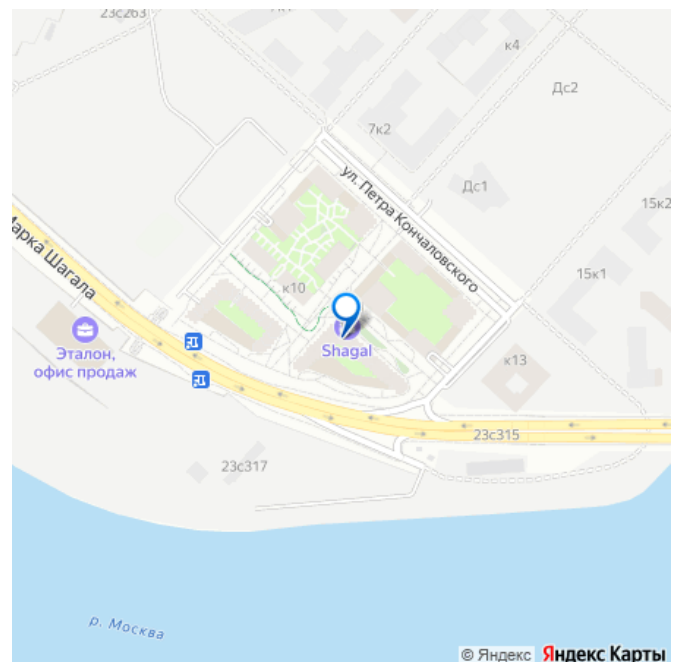 23с263
к4
Дс2
7к2
ул. Петра Кончаловского
Дс1
15к2
Марка Шагала
к10
15к1
Shagal
Эталон,
офис продаж
к13
23с315
23с317
р. Москва
© Яндекс Яндекс Карты